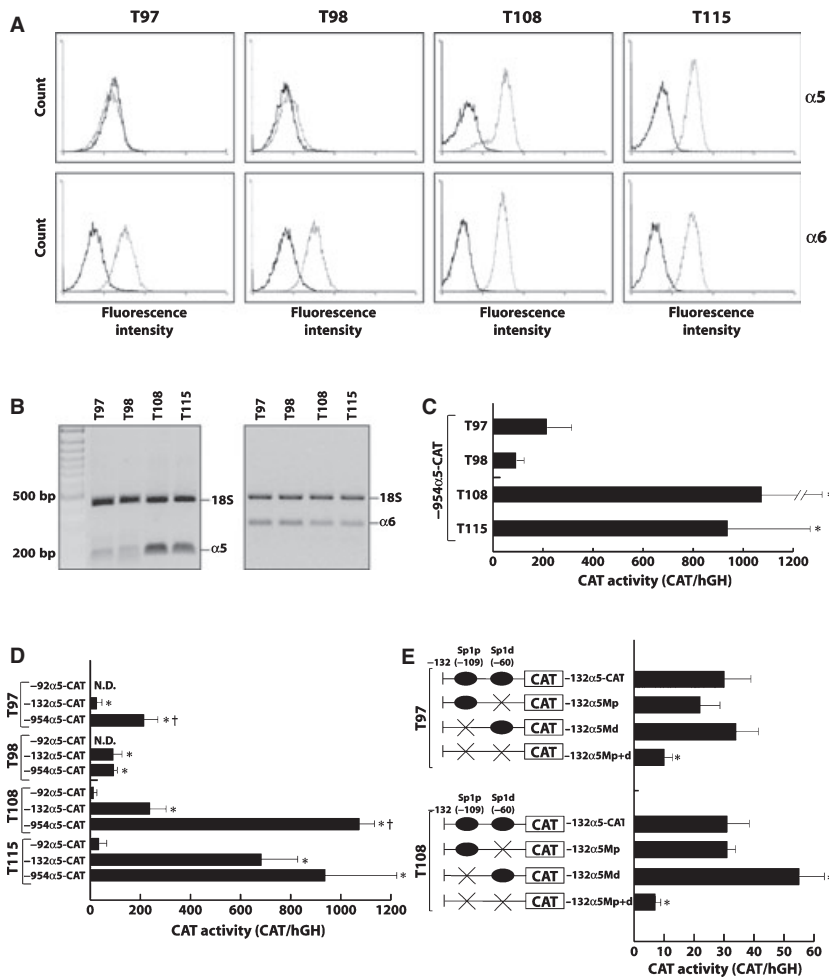 A
T97 T98 T108 T115
Count
α5
Count
α6
Fluorescence intensity
Fluorescence intensity
Fluorescence intensity
Fluorescence intensity
B
T97 T98 T108 T115
T97 T98 T108 T115
500 bp
200 bp
18S
α5
18S
α6
C
−954α5-CAT
T97
T98
T108 *
T115 *
0 200 400 600 800 1000 1200
CAT activity (CAT/hGH)
D
T97
−92α5-CAT N.D.
−132α5-CAT *
−954α5-CAT *†
T98
−92α5-CAT N.D.
−132α5-CAT *
−954α5-CAT *
T108
−92α5-CAT
−132α5-CAT *
−954α5-CAT *†
T115
−92α5-CAT
−132α5-CAT *
−954α5-CAT *
0 200 400 600 800 1000 1200
CAT activity (CAT/hGH)
E
Sp1p Sp1d
−132 (−109) (−60)
T97
CAT −132α5-CAT
CAT −132α5Mp
CAT −132α5Md
CAT −132α5Mp+d *
Sp1p Sp1d
−132 (−109) (−60)
T108
CAT −132α5-CAT
CAT −132α5Mp
CAT −132α5Md *
CAT −132α5Mp+d *
0 10 20 30 40 50 60
CAT activity (CAT/hGH)